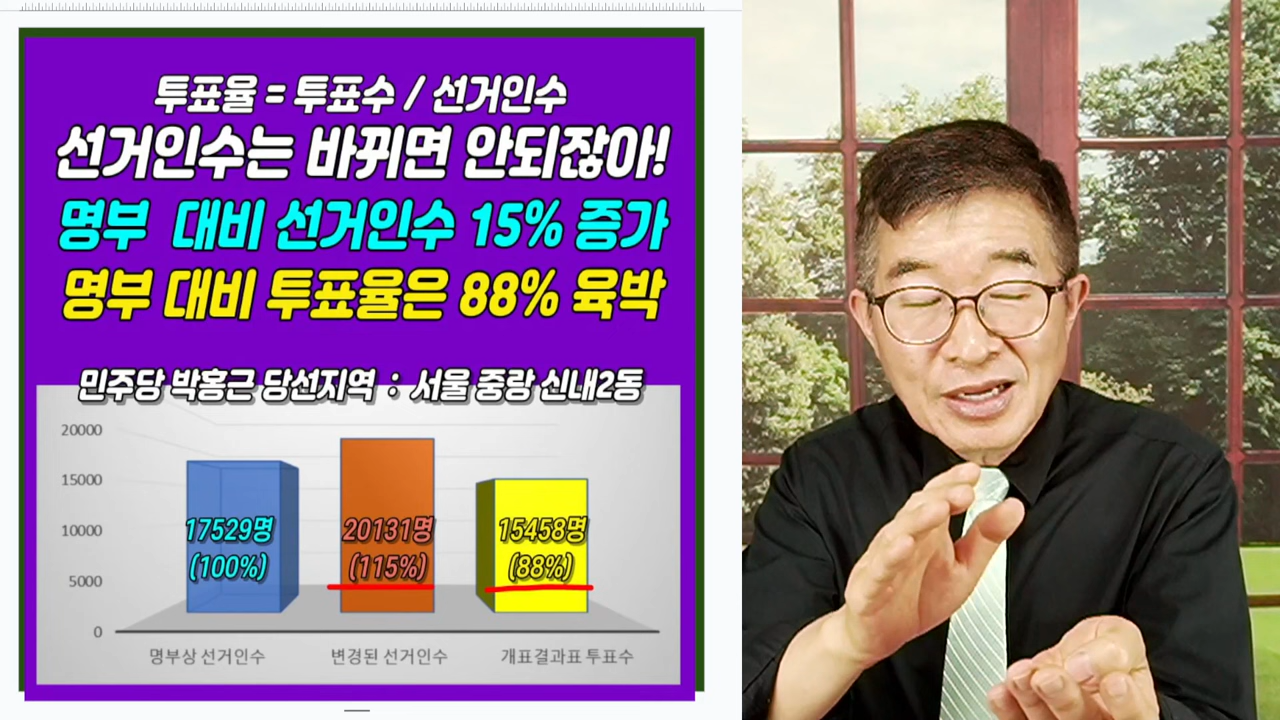 투표율 = 투표수 / 선거인수
선거인수는 바뀌면 안되잖아!
명부 대비 선거인수 15% 증가
명부 대비 투표율은 88% 육박
민주당 박홍근 당선지역 : 서울 중랑 신내2동
20000
15000
10000
5000
0
17529명
(100%)
20131명
(115%)
15458명
(88%)
명부상 선거인수
변경된 선거인수
개표결과표 투표수